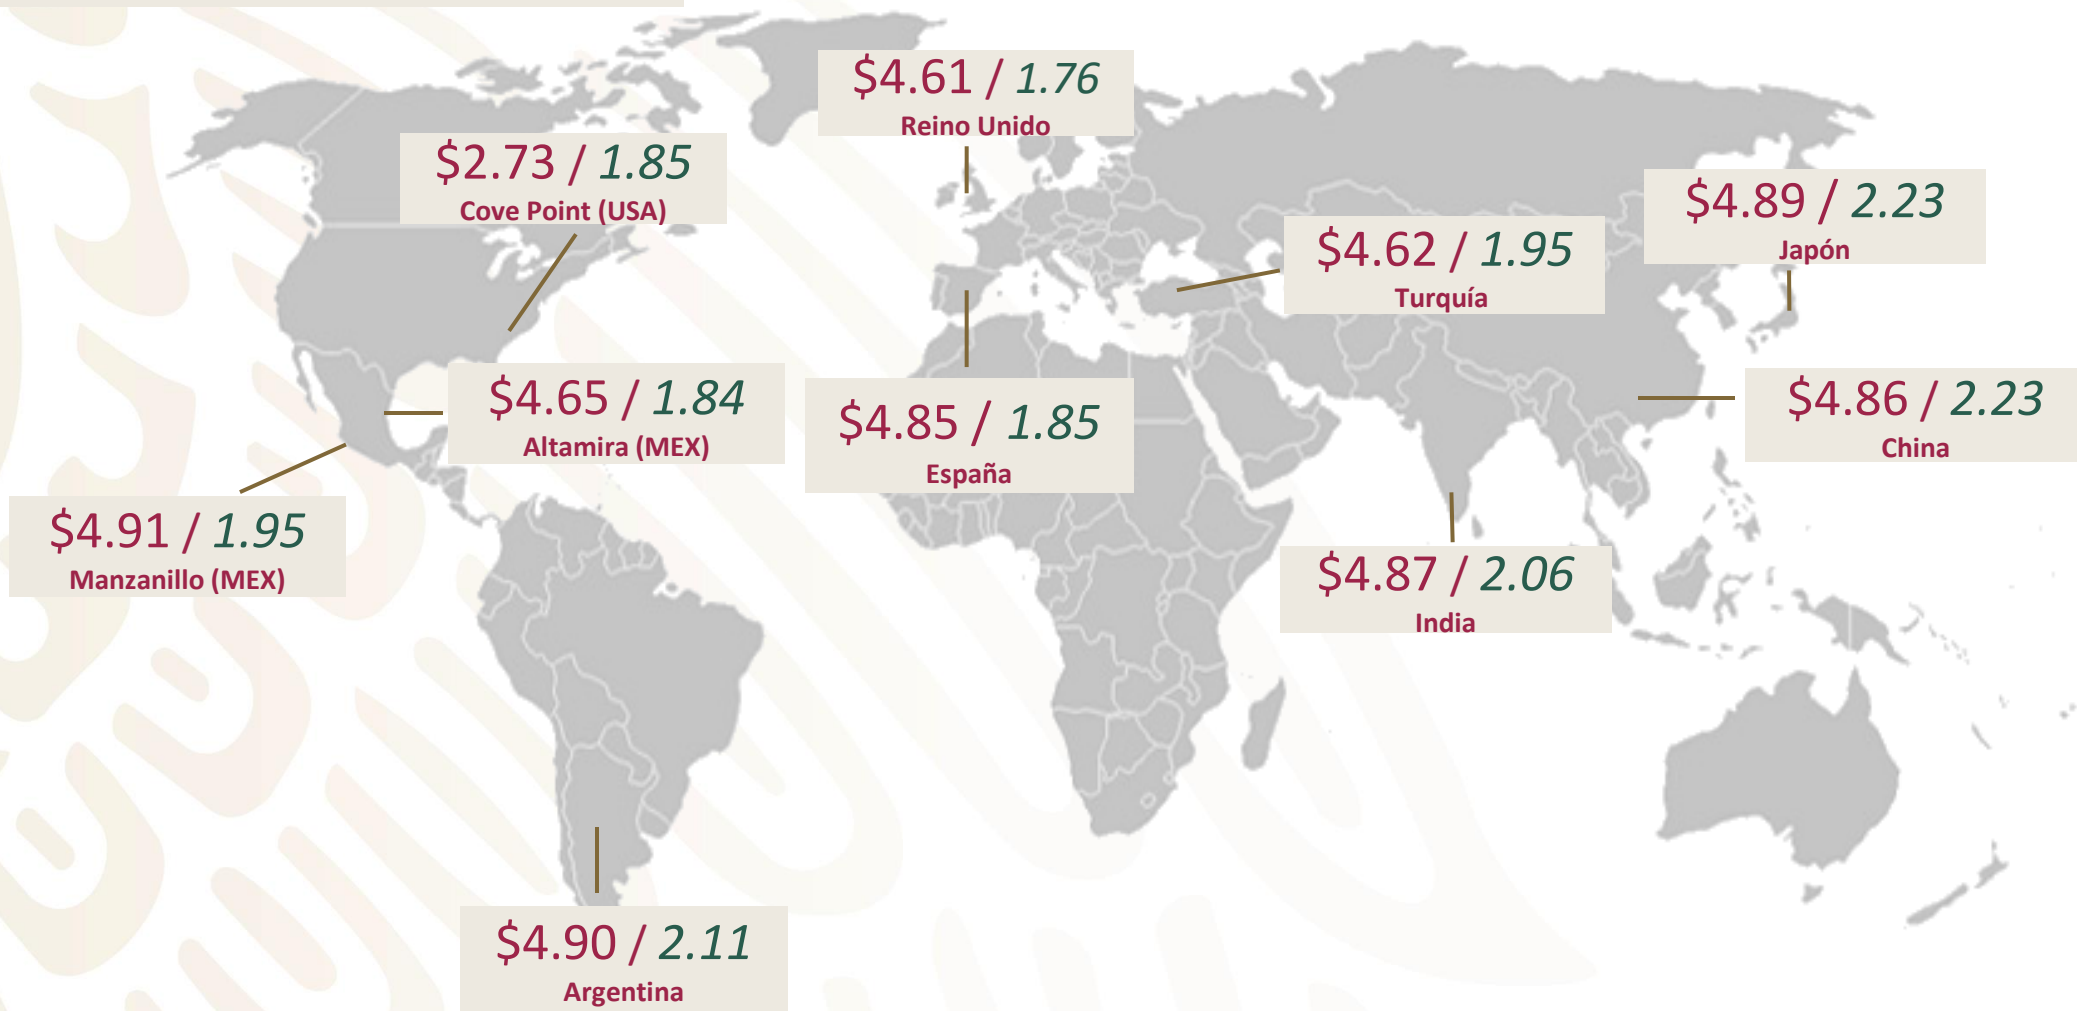 $4.61 / 1.76
Reino Unido
$2.73 / 1.85
Cove Point (USA)
$4.89 / 2.23
Japón
$4.62 / 1.95
Turquía
$4.65 / 1.84
Altamira (MEX)
$4.85 / 1.85
España
$4.86 / 2.23
China
$4.91 / 1.95
Manzanillo (MEX)
$4.87 / 2.06
India
$4.90 / 2.11
Argentina